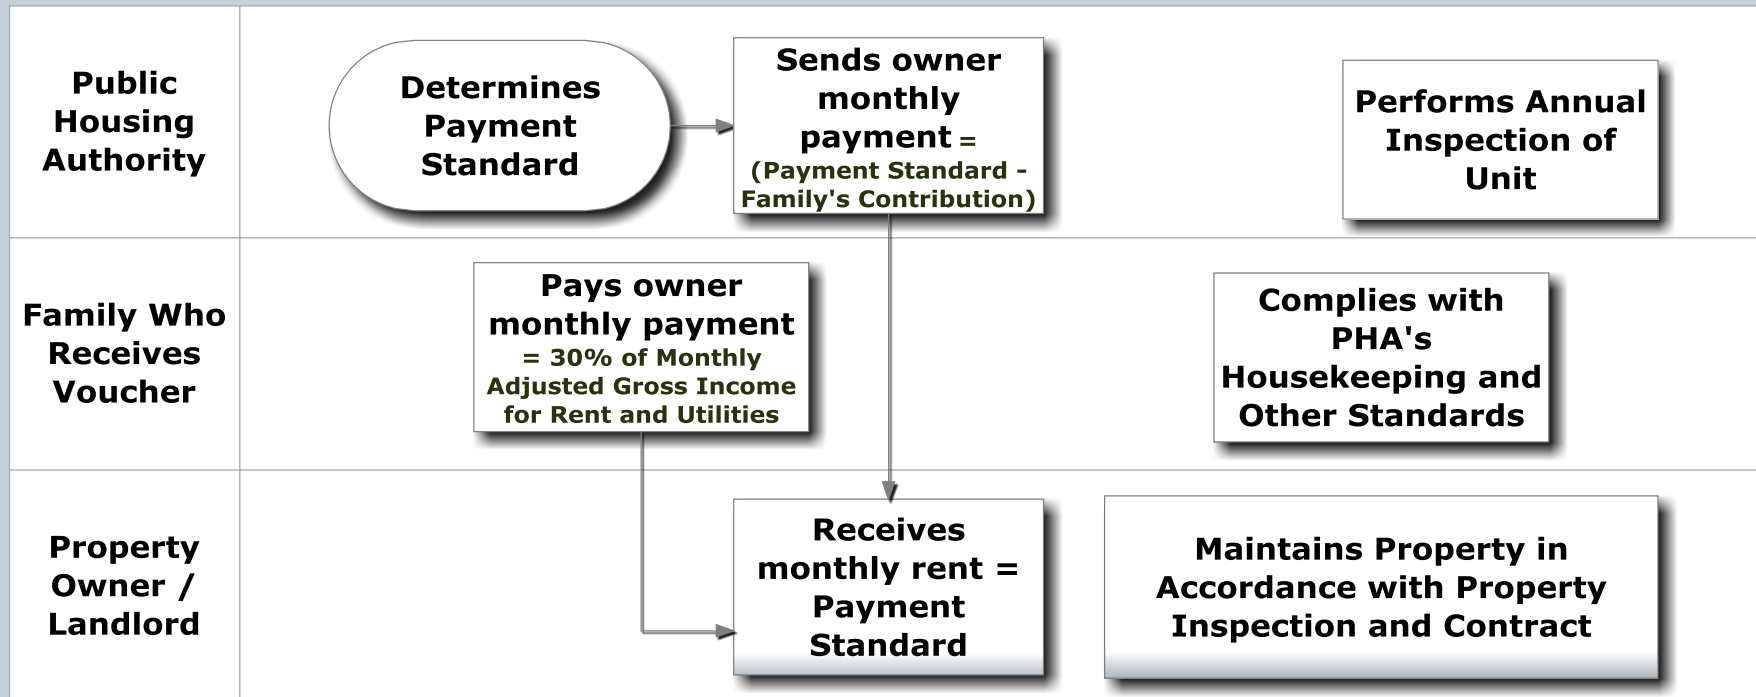 Public
Housing
Authority
Determines
Payment
Standard
Sends owner
monthly
payment =
(Payment Standard -
Family's Contribution)
Performs Annual
Inspection of
Unit
Family Who
Receives
Voucher
Pays owner
monthly payment
= 30% of Monthly
Adjusted Gross Income
for Rent and Utilities
Complies with
PHA's
Housekeeping and
Other Standards
Property
Owner /
Landlord
Receives
monthly rent =
Payment
Standard
Maintains Property in
Accordance with Property
Inspection and Contract